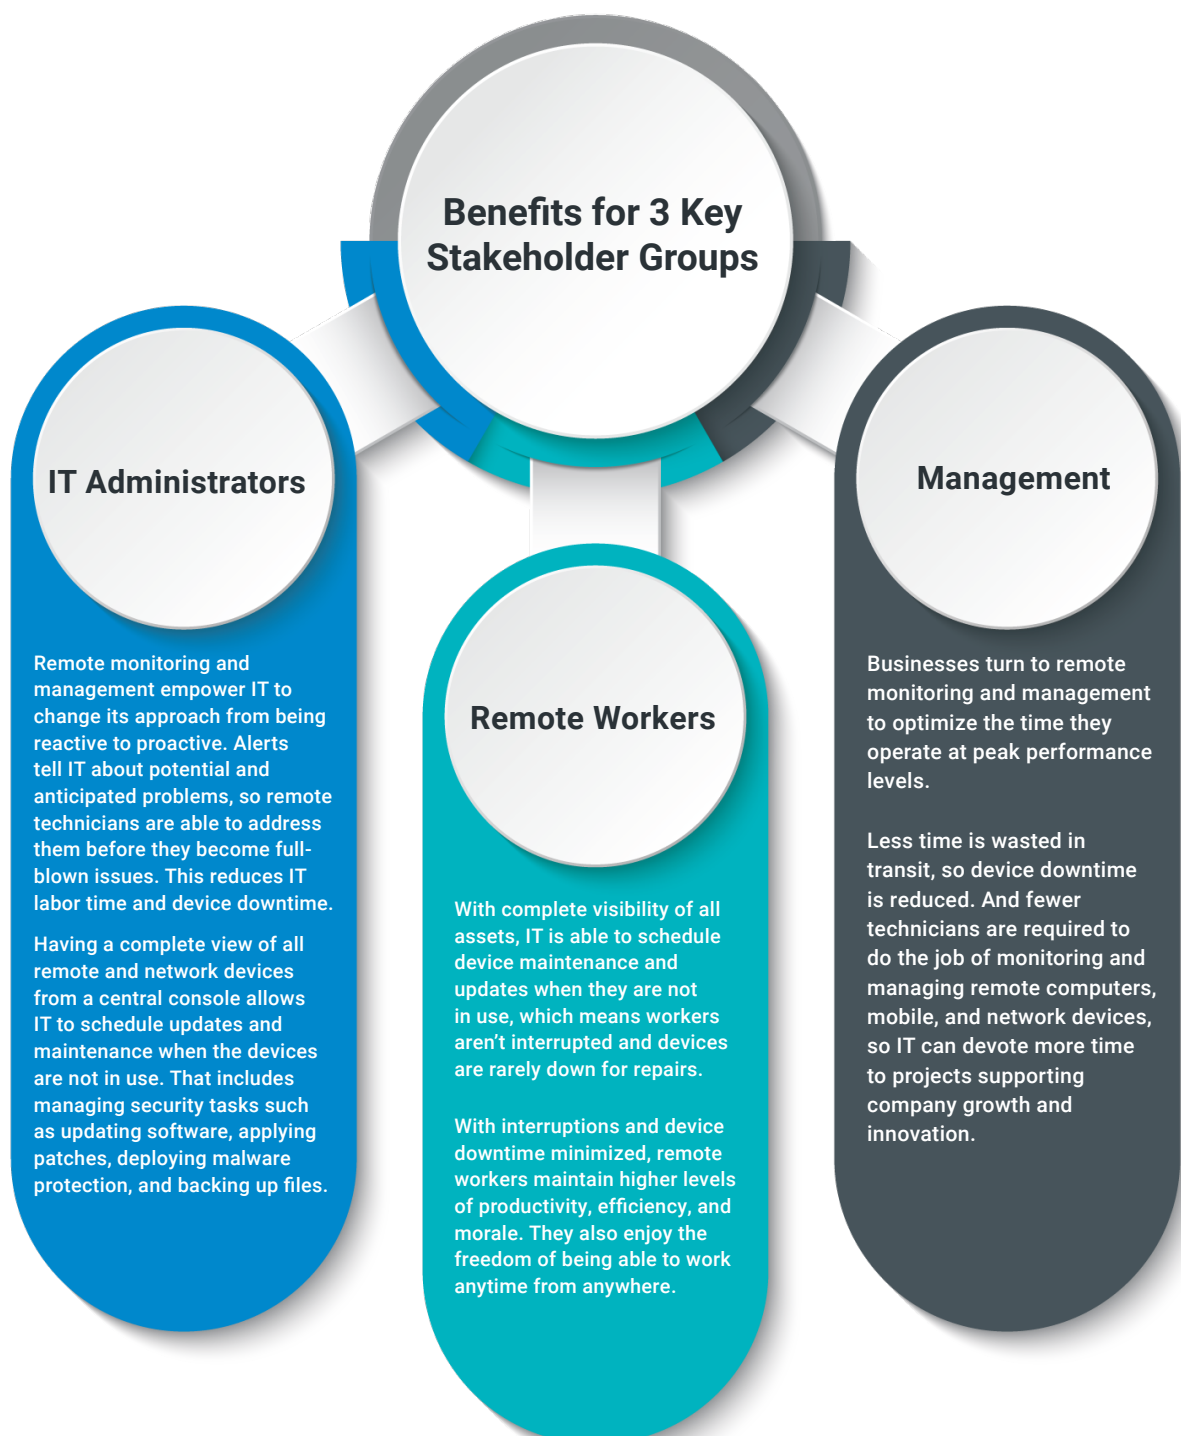 Benefits for 3 Key
Stakeholder Groups
IT Administrators
Remote monitoring and
management empower IT to
change its approach from being
reactive to proactive. Alerts
tell IT about potential and
anticipated problems, so remote
technicians are able to address
them before they become full-
blown issues. This reduces IT
labor time and device downtime.
Having a complete view of all
remote and network devices
from a central console allows
IT to schedule updates and
maintenance when the devices
are not in use. That includes
managing security tasks such
as updating software, applying
patches, deploying malware
protection, and backing up files.
Remote Workers
With complete visibility of all
assets, IT is able to schedule
device maintenance and
updates when they are not
in use, which means workers
aren’t interrupted and devices
are rarely down for repairs.
With interruptions and device
downtime minimized, remote
workers maintain higher levels
of productivity, efficiency, and
morale. They also enjoy the
freedom of being able to work
anytime from anywhere.
Management
Businesses turn to remote
monitoring and management
to optimize the time they
operate at peak performance
levels.
Less time is wasted in
transit, so device downtime
is reduced. And fewer
technicians are required to
do the job of monitoring and
managing remote computers,
mobile, and network devices,
so IT can devote more time
to projects supporting
company growth and
innovation.